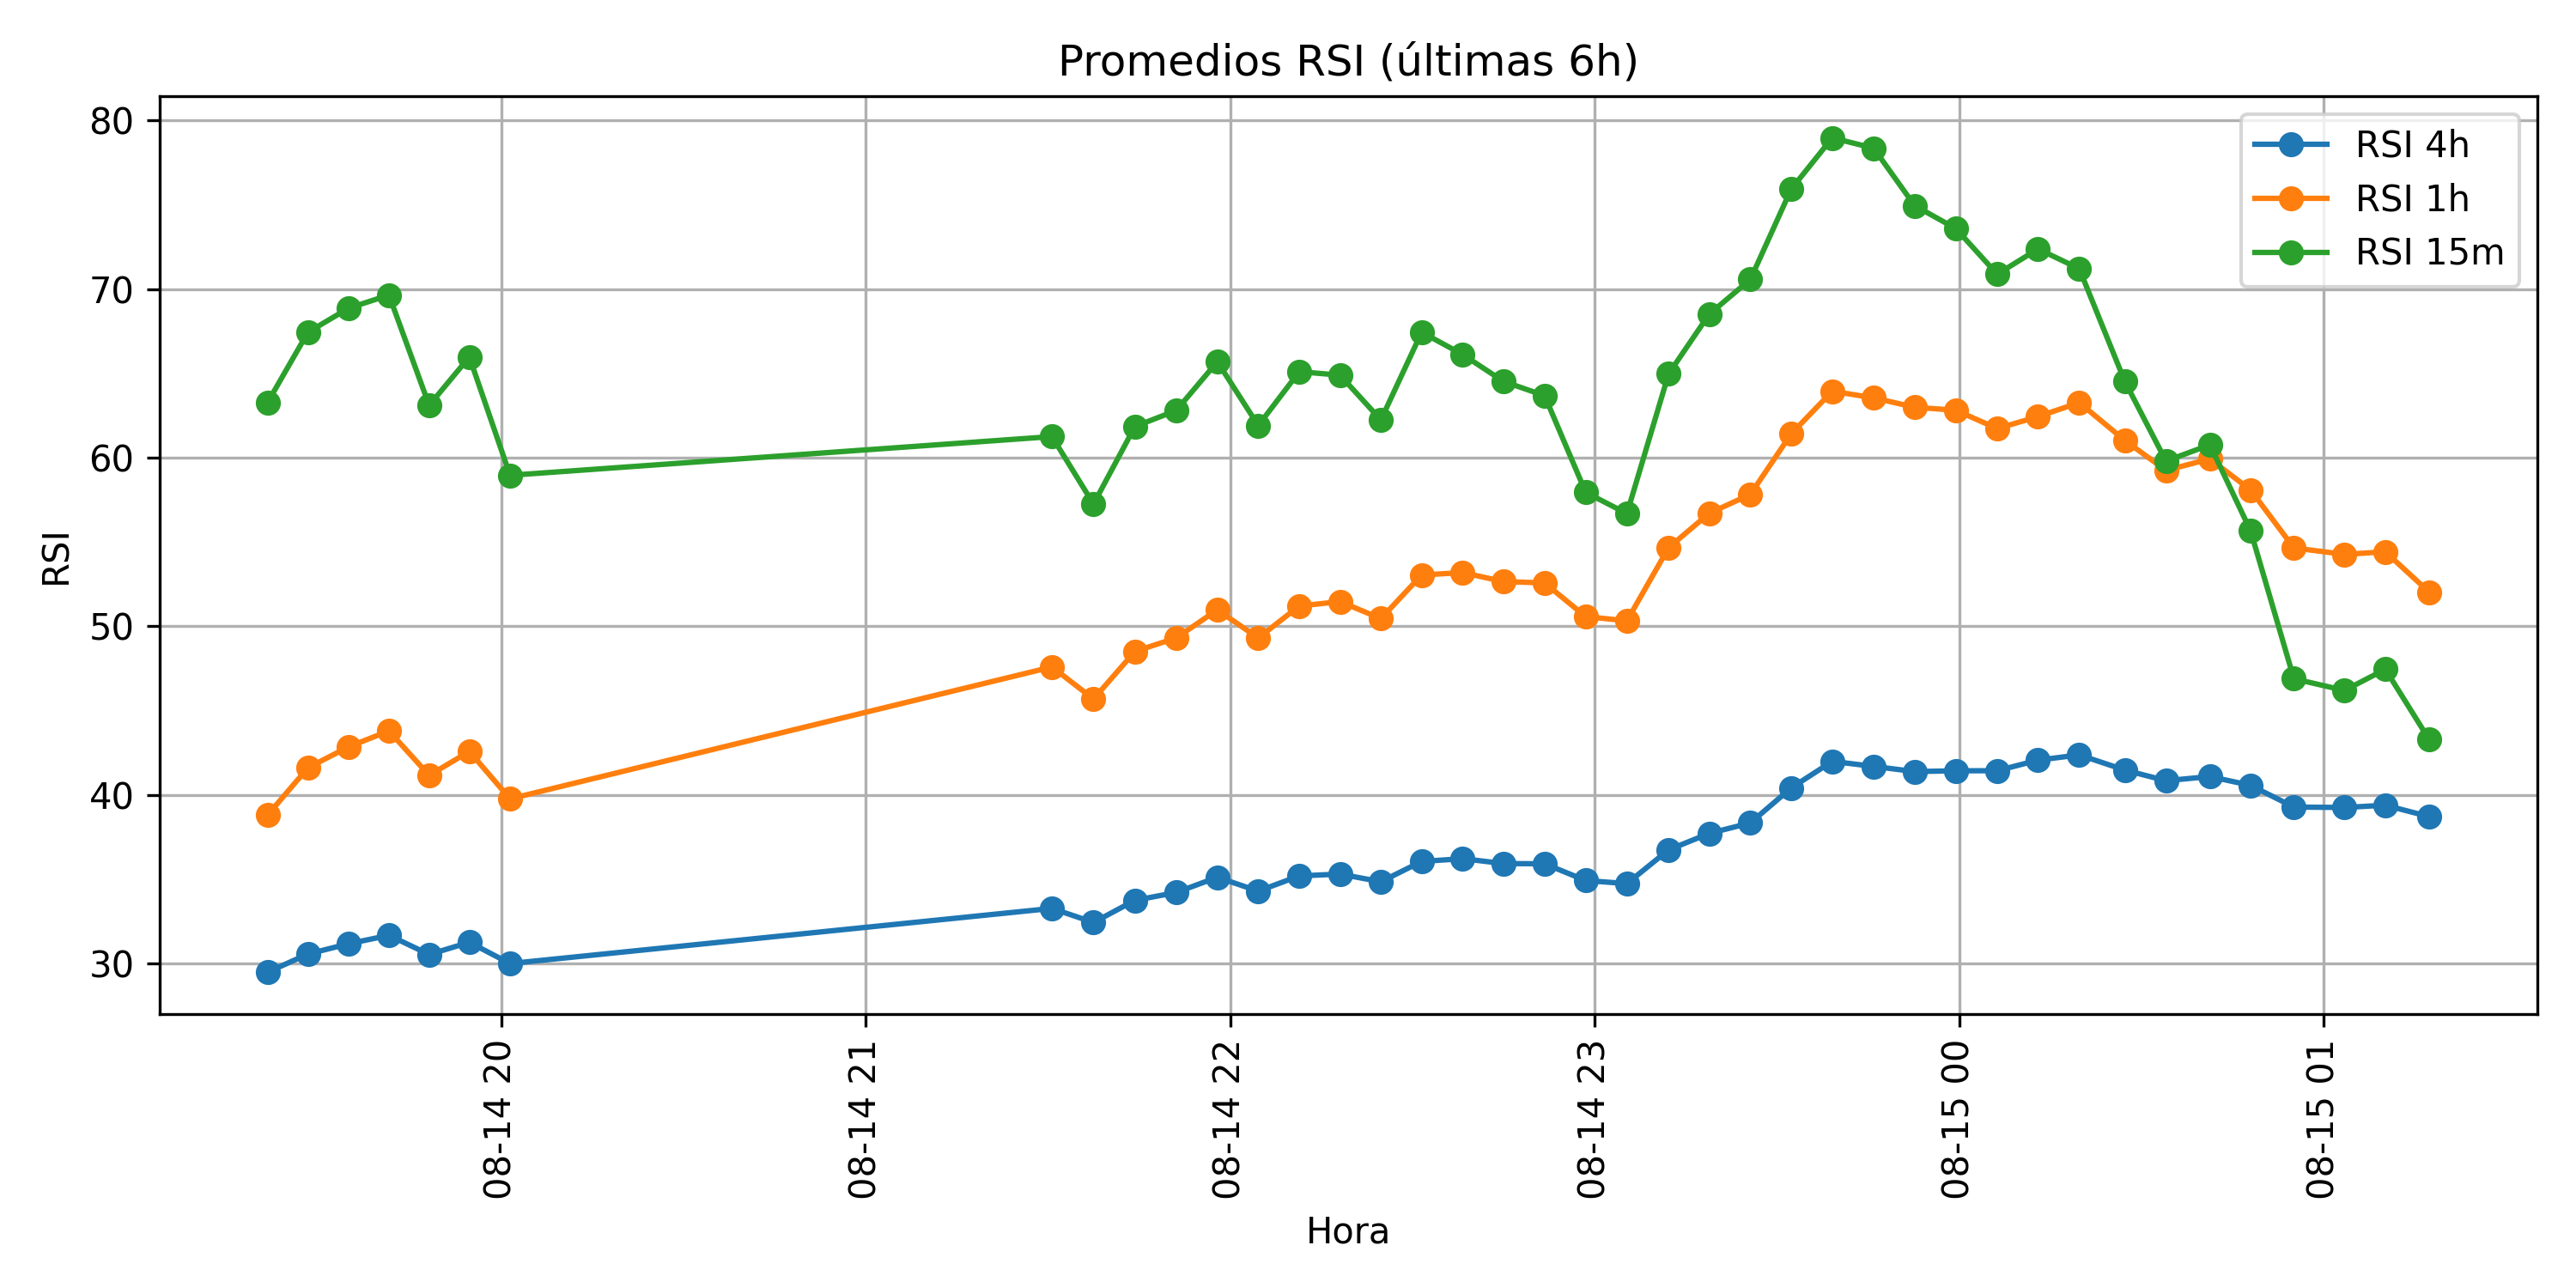 Promedios RSI (últimas 6h)
80
70
60
50
40
30
RSI
RSI 4h
RSI 1h
RSI 15m
08-14 20
08-14 21
08-14 22
08-14 23
08-15 00
08-15 01
Hora